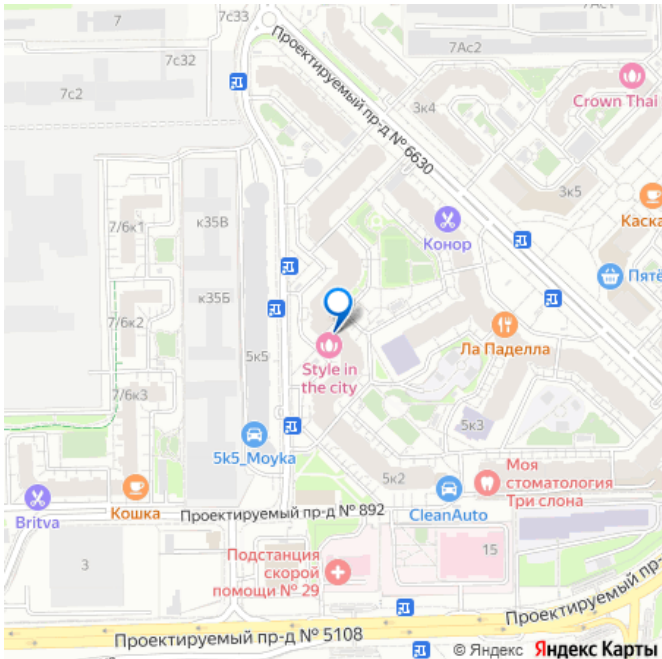 7
7с33
7с32
7с2
Проектируемый пр-д № 6630
7Ас2
Crown Thai
3к4
3к5
Каска
7/6к1
к35В
Конор
Пятё
к35Б
7/6к2
Ла Паделла
Style in
the city
5к5
7/6к3
5к3
5k5_Moyka
5к2
Моя
стоматология
Три слона
Britva
Кошка
CleanAuto
Проектируемый пр-д № 892
3
Подстанция
скорой
помощи № 29
15
Проектируемый пр-
Проектируемый пр-д № 5108
© Яндекс Яндекс Карты